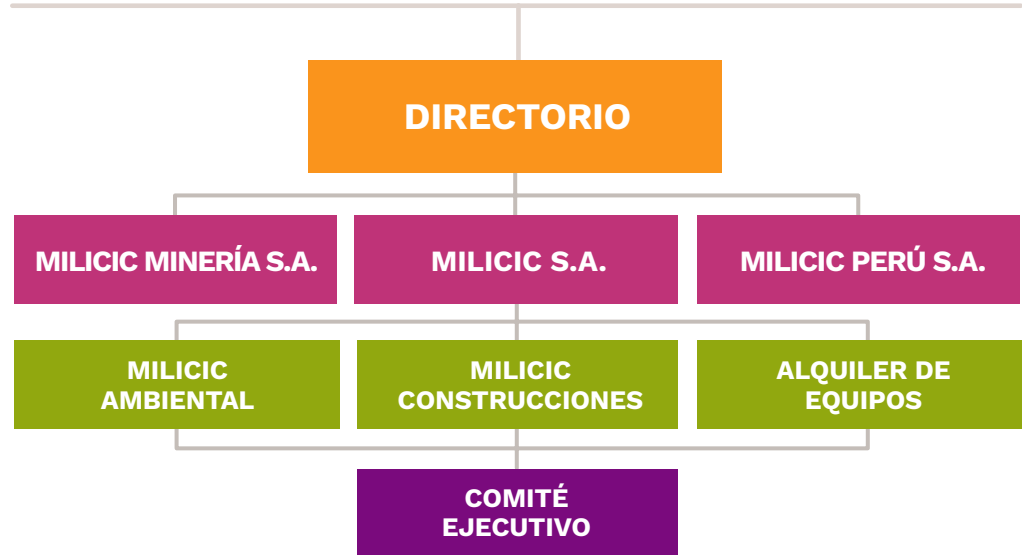 DIRECTORIO
MILICIC MINERÍA S.A.
MILICIC S.A.
MILICIC PERÚ S.A.
MILICIC
AMBIENTAL
MILICIC
CONSTRUCCIONES
ALQUILER DE
EQUIPOS
COMITÉ
EJECUTIVO